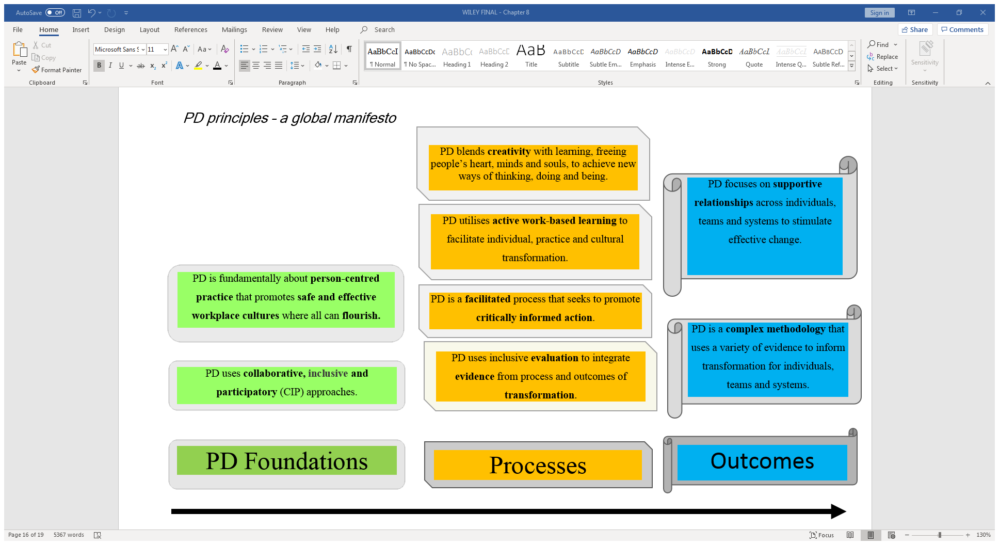 AutoSave Off
WILEY FINAL - Chapter 8
Sign in
File Home Insert Design Layout References Mailings Review View Help Search
Share Comments
Paste
Cut
Copy
Format Painter
Clipboard
Microsoft Sans S 11
Aa
B I U ab x₂ x² A A
Font
Paragraph
AaBbCcI AaBbCcDc AaBbCc AaBbCcD AaB AaBbCcD AaBbCcD AaBbCcD AaBbCcD AaBbCcD AaBbCcL AaBbCcL AABBCCD
¶ Normal ¶ No Spac... Heading 1 Heading 2 Title Subtitle Subtle Em... Emphasis Intense E... Strong Quote Intense Q... Subtle Ref...
Styles
Find
Replace
Select
Editing
Sensitivity
Sensitivity
PD principles - a global manifesto
PD is fundamentally about person-centred
practice that promotes safe and effective
workplace cultures where all can flourish.
PD uses collaborative, inclusive and
participatory (CIP) approaches.
PD Foundations
PD blends creativity with learning, freeing
people’s heart, minds and souls, to achieve new
ways of thinking, doing and being.
PD utilises active work-based learning to
facilitate individual, practice and cultural
transformation.
PD is a facilitated process that seeks to promote
critically informed action.
PD uses inclusive evaluation to integrate
evidence from process and outcomes of
transformation.
Processes
PD focuses on supportive
relationships across individuals,
teams and systems to stimulate
effective change.
PD is a complex methodology that
uses a variety of evidence to inform
transformation for individuals,
teams and systems.
Outcomes
Page 16 of 19 5367 words
Focus
130%